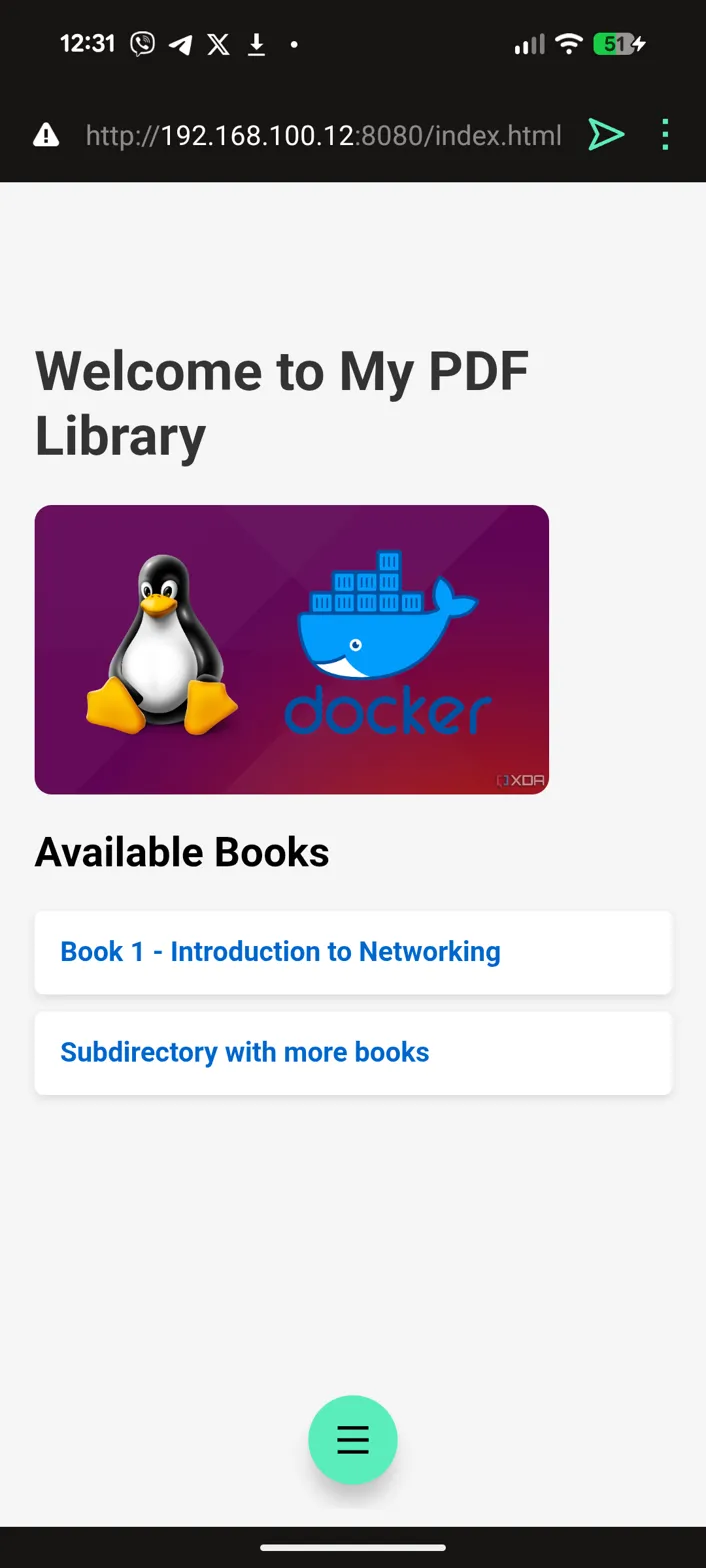 12:31
51
http://192.168.100.12:8080/index.html
Welcome to My PDF
Library
docker
XDA
Available Books
Book 1 - Introduction to Networking
Subdirectory with more books